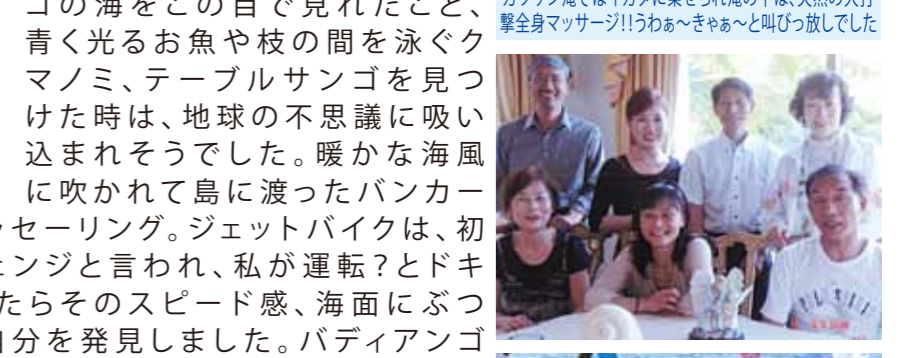 ゴの海をこの目で見れたこと、
青く光るお魚や枝の間を泳ぐク
マノミ、テーブルサンゴを見つ
けた時は、地球の不思議に吸い
込まれそうでした。暖かな海風
に吹かれて島に渡ったバンカー
セーリング。ジェットバイクは、初
ェンジと言われ、私が運転?とドキ
たらそのスピード感、海面にぶつ
自分を発見しました。バディアンゴ
撃全身マッサージ!!うわぁ〜きゃぁ〜と叫びっ放しでした